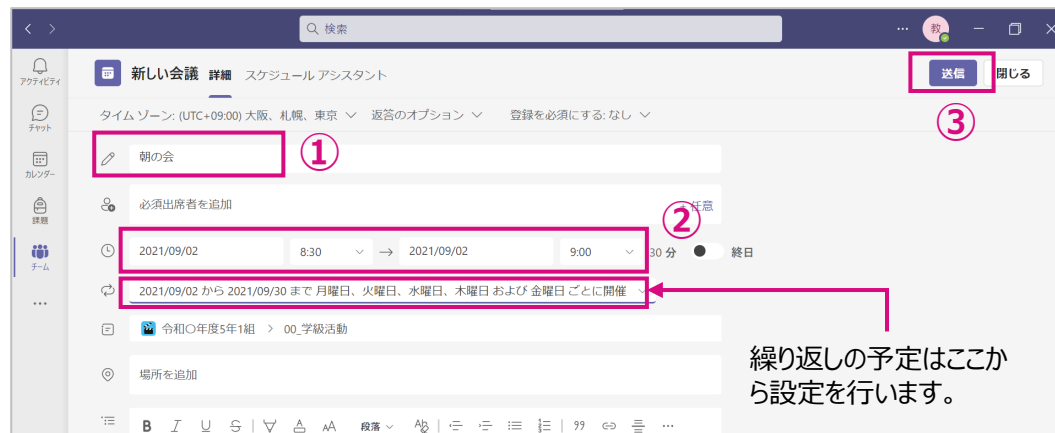 検索
教
アクティビティ
チャット
カレンダー
課題
チーム
新しい会議 詳細 スケジュール アシスタント
送信 閉じる
③
タイム ゾーン: (UTC+09:00) 大阪、札幌、東京 返答のオプション 登録を必須にする: なし
朝の会
①
必須出席者を追加
+ 任意
②
2021/09/02 8:30 → 2021/09/02 9:00 30 分 終日
2021/09/02 から 2021/09/30 まで 月曜日、火曜日、水曜日、木曜日 および 金曜日 ごとに開催
令和〇年度5年1組 > 00_学級活動
場所を追加
繰り返しの予定はここか
ら設定を行います。
B I U S A AA 段落 Ab